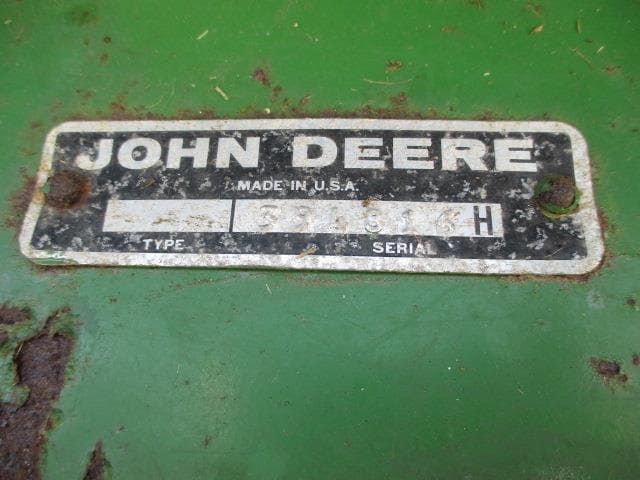 JOHN DEERE
MADE IN U.S.A.
H
TYPE SERIAL